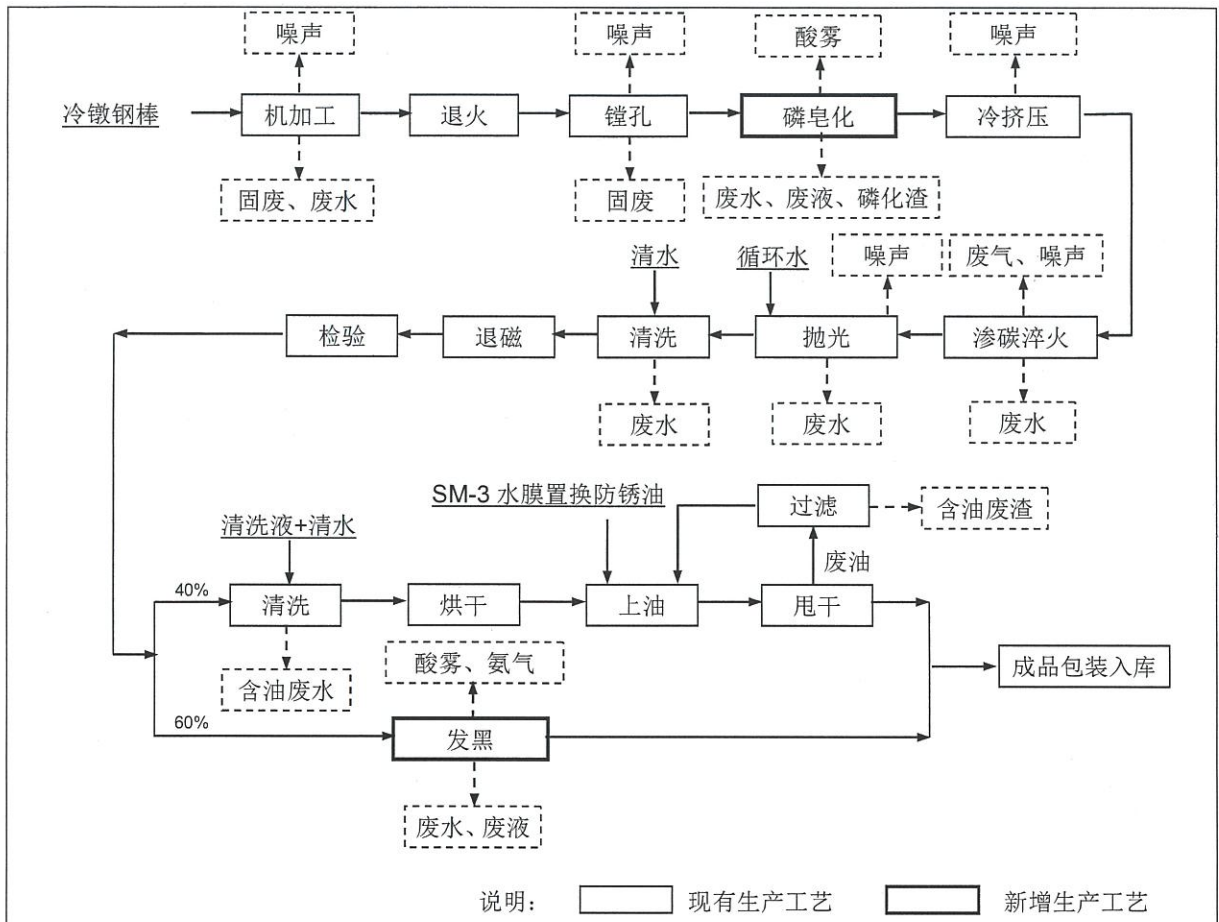 噪声 噪声 酸雾 噪声
冷镦钢棒 机加工 退火 镗孔 磷皂化 冷挤压
固废、废水 固废 废水、废液、磷化渣
清水 循环水 噪声 废气、噪声
检验 退磁 清洗 抛光 渗碳淬火
废水 废水 废水
SM-3 水膜置换防锈油 过滤 含油废渣
清洗液+清水 废油
40% 清洗 烘干 上油 甩干
酸雾、氨气 成品包装入库
含油废水
60% 发黑
废水、废液
说明： 现有生产工艺 新增生产工艺